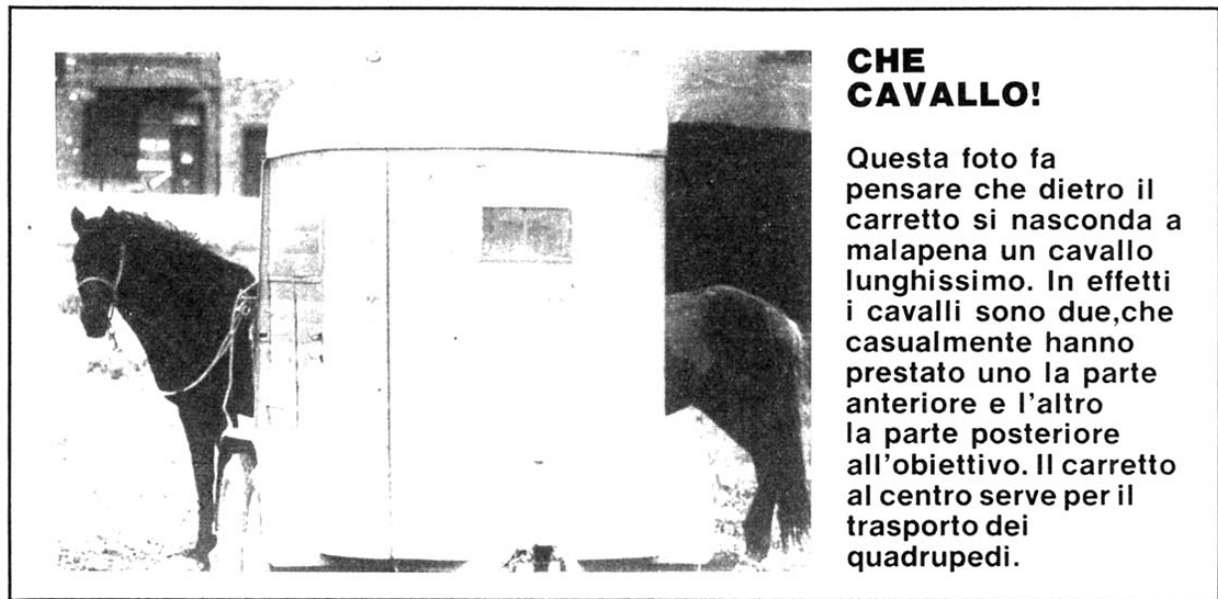 CHE
CAVALLO!
Questa foto fa
pensare che dietro il
carretto si nasconda a
malapena un cavallo
lunghissimo. In effetti
i cavalli sono due,che
casualmente hanno
prestato uno la parte
anteriore e l'altro
la parte posteriore
all'obiettivo. Il carretto
al centro serve per il
trasporto dei
quadrupedi.